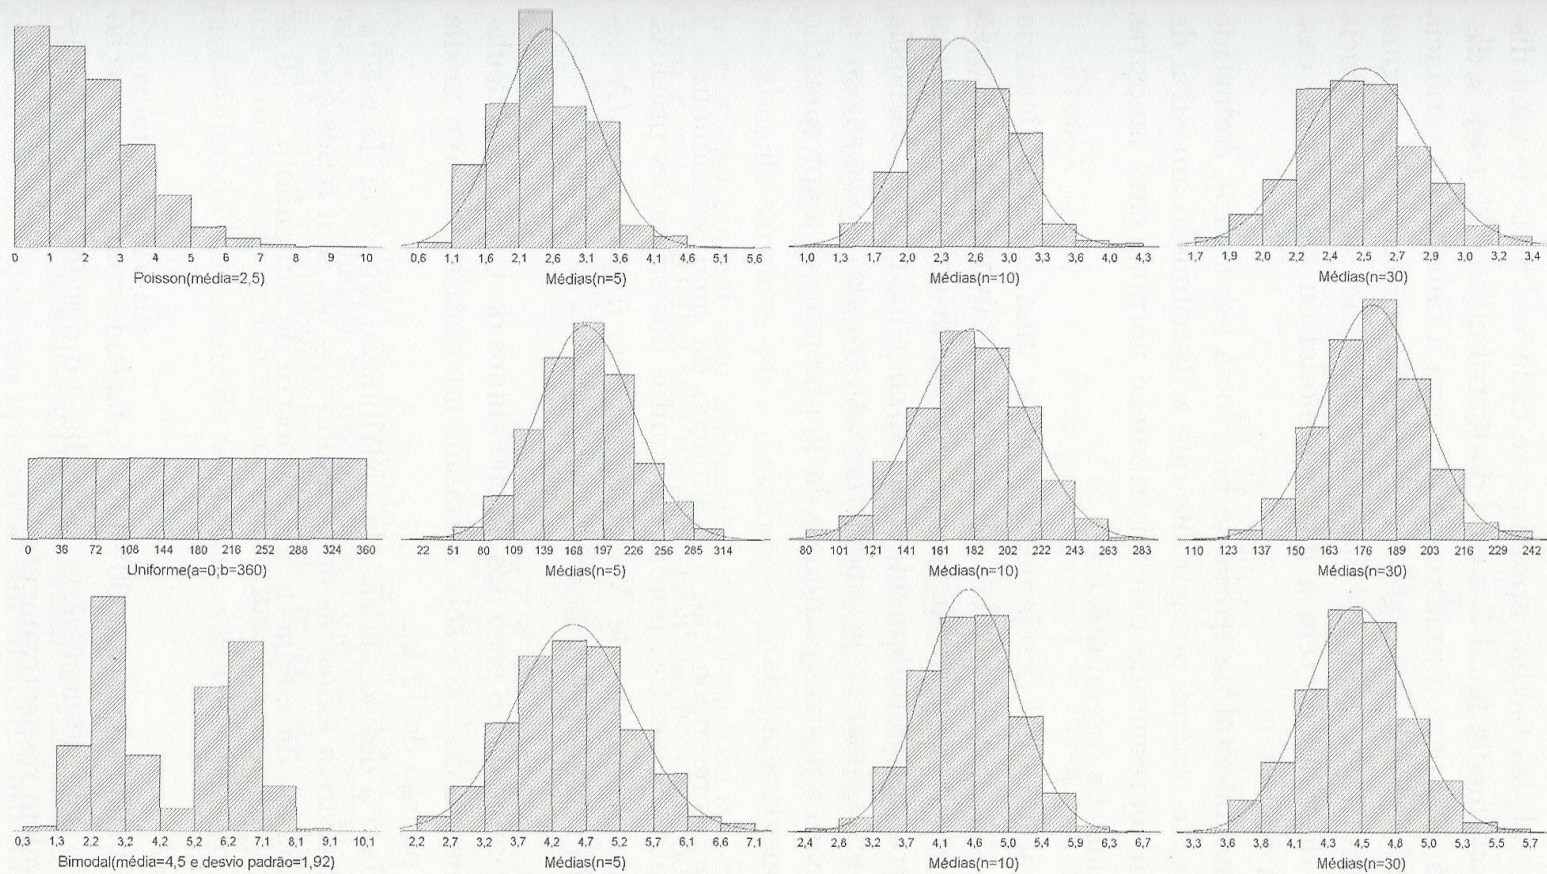 0 1 2 3 4 5 6 7 8 9 10
Poisson(média=2,5)
0,6 1,1 1,6 2,1 2,6 3,1 3,6 4,1 4,6 5,1 5,6
Médias(n=5)
1,0 1,3 1,7 2,0 2,3 2,6 3,0 3,3 3,6 4,0 4,3
Médias(n=10)
1,7 1,9 2,0 2,2 2,4 2,5 2,7 2,9 3,0 3,2 3,4
Médias(n=30)
0 36 72 108 144 180 216 252 288 324 360
Uniforme(a=0;b=360)
22 51 80 109 139 168 197 226 256 285 314
Médias(n=5)
80 101 121 141 161 182 202 222 243 263 283
Médias(n=10)
110 123 137 150 163 176 189 203 216 229 242
Médias(n=30)
0,3 1,3 2,2 3,2 4,2 5,2 6,2 7,1 8,1 9,1 10,1
Bimodal(média=4,5 e desvio padrão=1,92)
2,2 2,7 3,2 3,7 4,2 4,7 5,2 5,7 6,1 6,6 7,1
Médias(n=5)
2,4 2,8 3,2 3,7 4,1 4,6 5,0 5,4 5,9 6,3 6,7
Médias(n=10)
3,3 3,6 3,8 4,1 4,3 4,5 4,8 5,0 5,3 5,5 5,7
Médias(n=30)